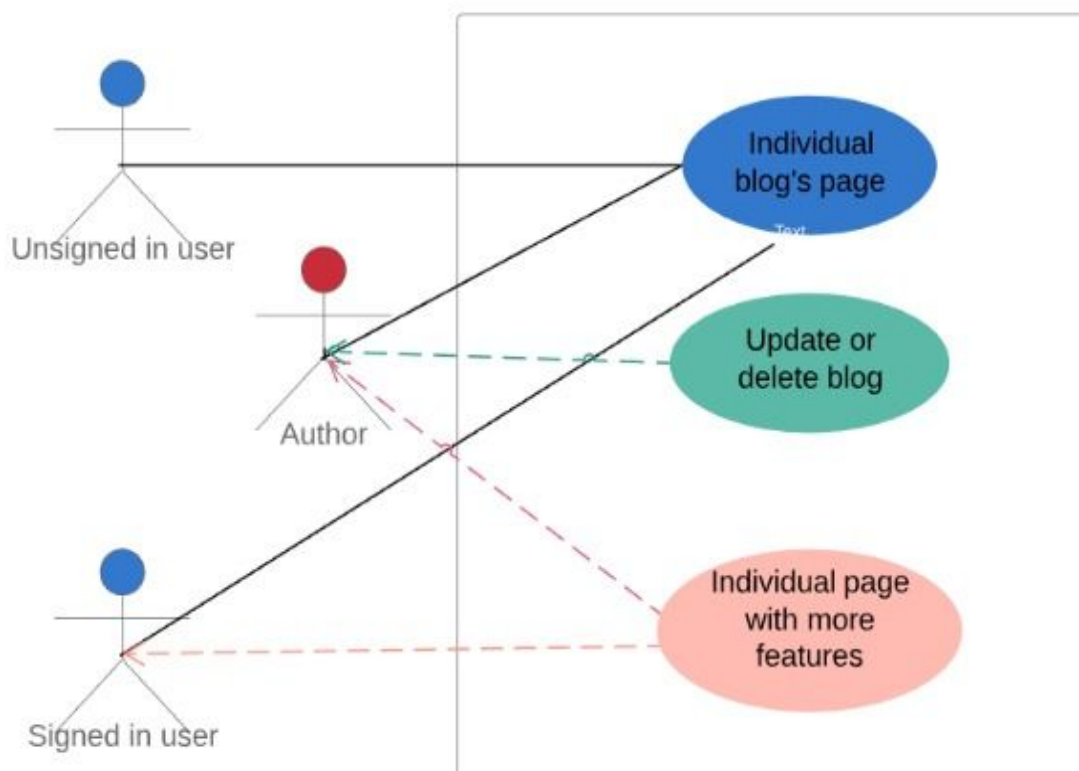 Individual
blog's page
Text
Unsigned in user
Update or
delete blog
Author
Individual page
with more
features
Signed in user